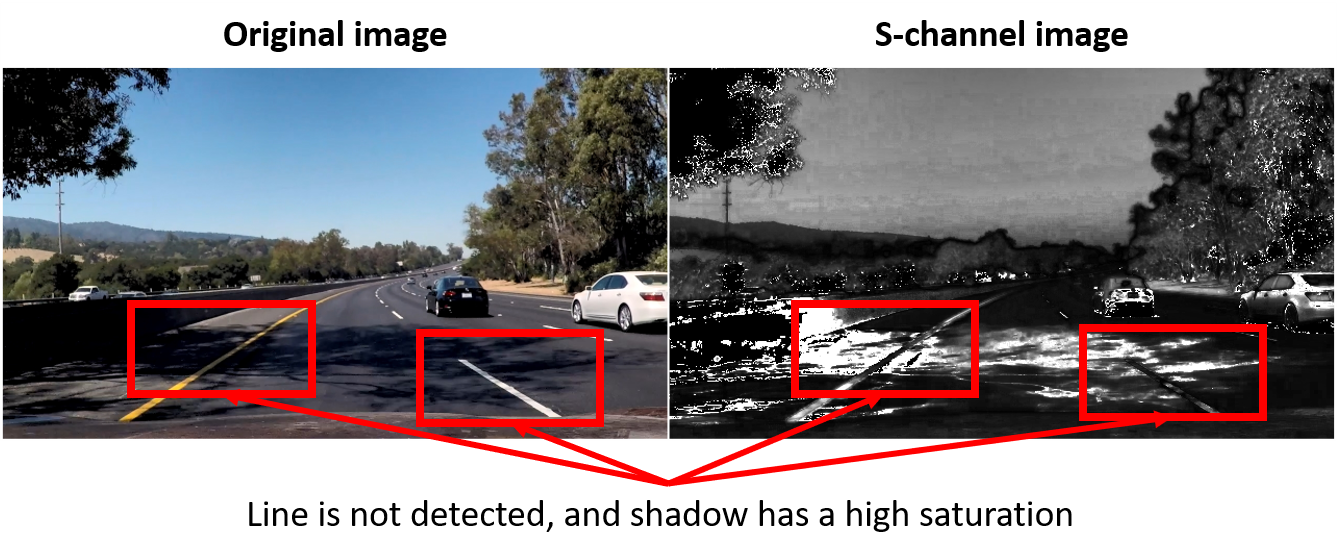 Original image
S-channel image
Line is not detected, and shadow has a high saturation